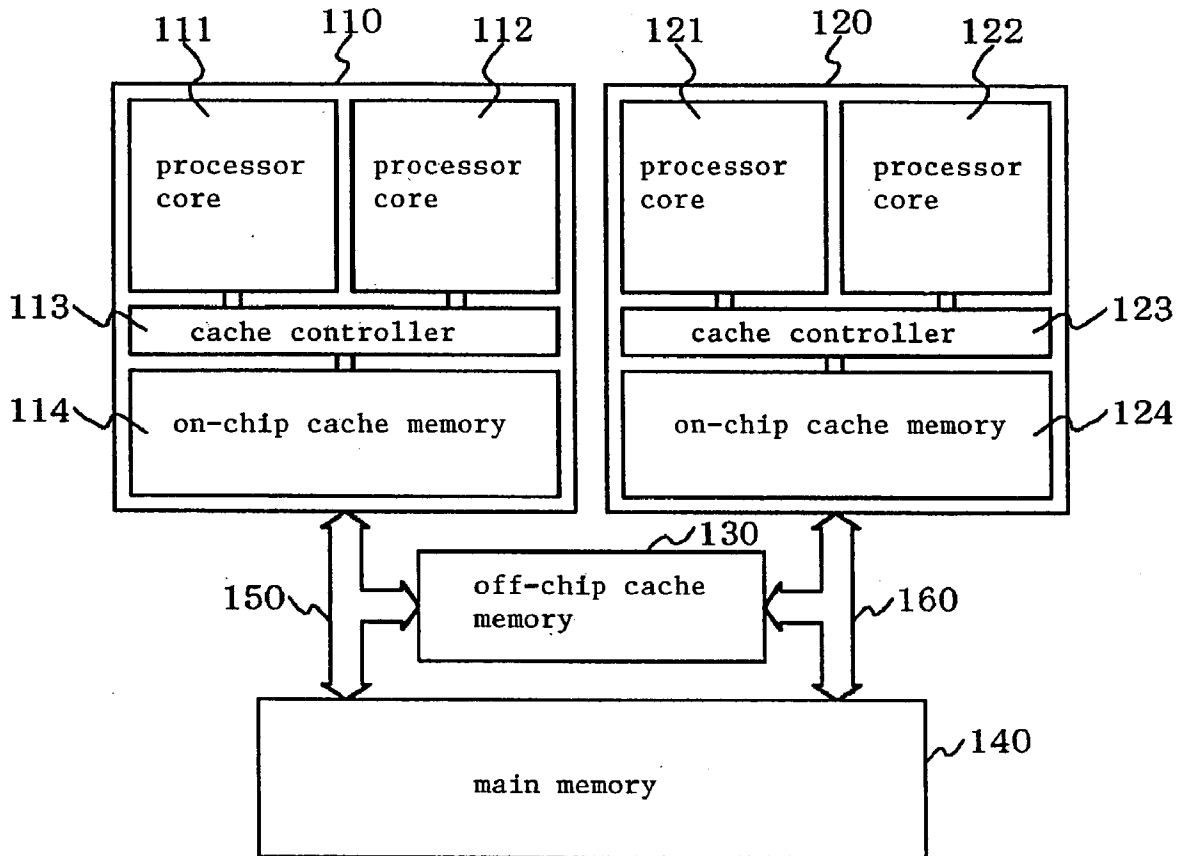 111
110
112
121
120
122
processor
core
processor
core
processor
core
processor
core
113
cache controller
cache controller
123
114
on-chip cache memory
on-chip cache memory
124
130
150
off-chip cache
memory
160
140
main memory